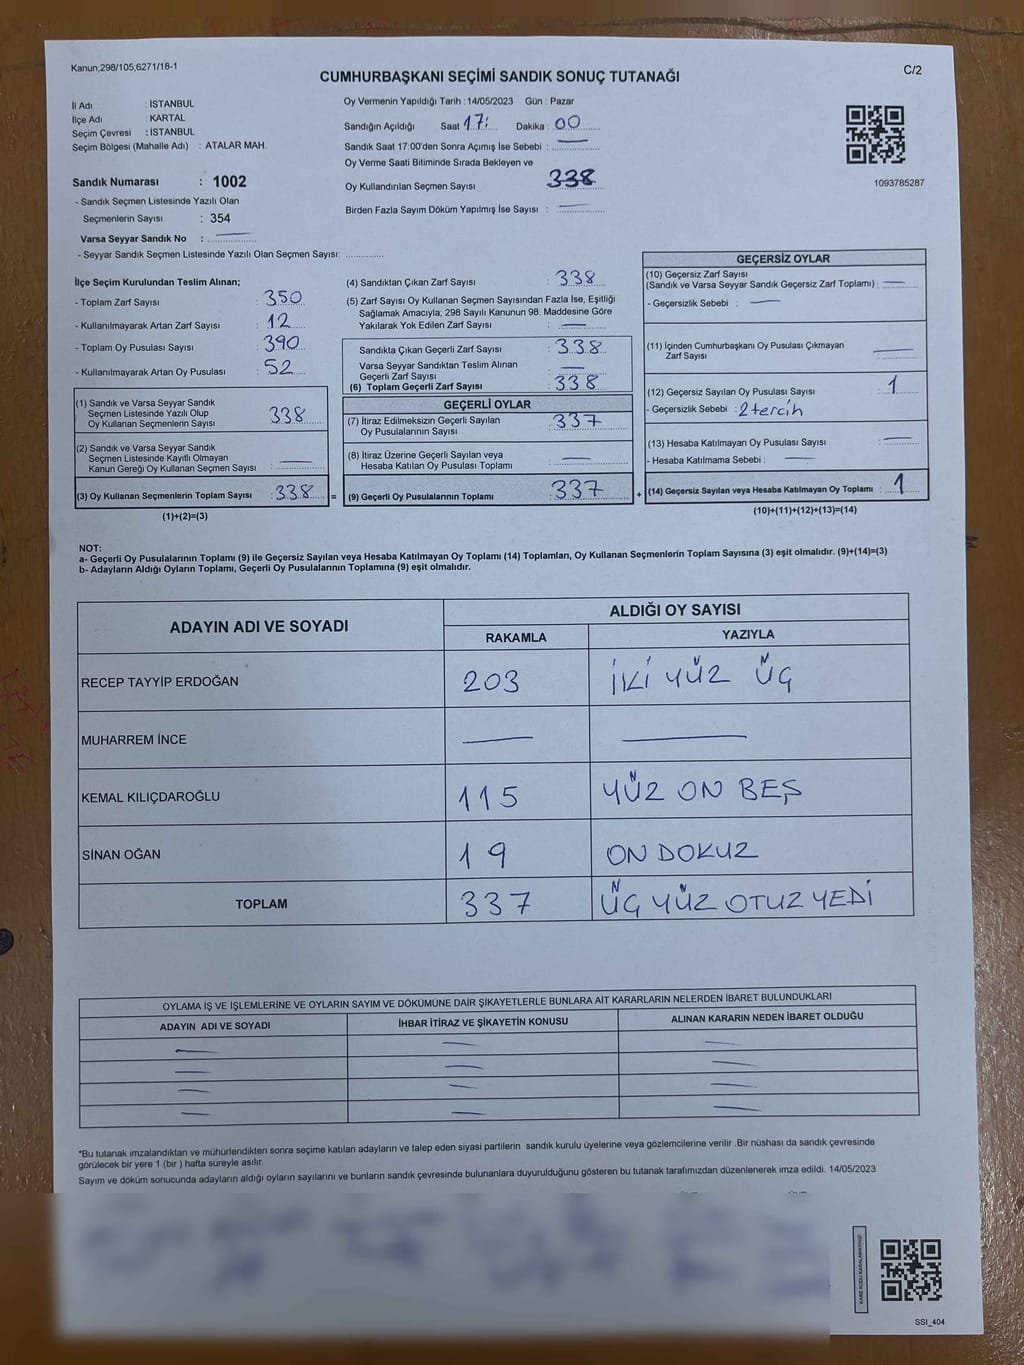 Kanun;298/105;6271/18-1
C/2
CUMHURBAŞKANI SEÇİMİ SANDIK SONUÇ TUTANAĞI
İl Adı : İSTANBUL
İlçe Adı : KARTAL
Seçim Çevresi : İSTANBUL
Seçim Bölgesi (Mahalle Adı) : ATALAR MAH.
Sandık Numarası : 1002
- Sandık Seçmen Listesinde Yazılı Olan
Seçmenlerin Sayısı : 354
Varsa Seyyar Sandık No :
- Seyyar Sandık Seçmen Listesinde Yazılı Olan Seçmen Sayısı:
Oy Vermenin Yapıldığı Tarih : 14/05/2023 Gün : Pazar
Sandığın Açıldığı Saat 17: Dakika : 00
Sandık Saat 17:00'den Sonra Açımış İse Sebebi :
Oy Verme Saati Bitiminde Sırada Bekleyen ve
Oy Kullandırılan Seçmen Sayısı 338
Birden Fazla Sayım Döküm Yapılmış İse Sayısı :
1093785287
İlçe Seçim Kurulundan Teslim Alınan;
- Toplam Zarf Sayısı : 350
- Kullanılmayarak Artan Zarf Sayısı : 12
- Toplam Oy Pusulası Sayısı : 390
- Kullanılmayarak Artan Oy Pusulası : 52
(1) Sandık ve Varsa Seyyar Sandık
Seçmen Listesinde Yazılı Olup
Oy Kullanan Seçmenlerin Sayısı 338
(2) Sandık ve Varsa Seyyar Sandık
Seçmen Listesinde Kayıtlı Olmayan
Kanun Gereği Oy Kullanan Seçmen Sayısı :
(3) Oy Kullanan Seçmenlerin Toplam Sayısı : 338 =
(1)+(2)=(3)
(4) Sandıktan Çıkan Zarf Sayısı : 338
(5) Zarf Sayısı Oy Kullanan Seçmen Sayısından Fazla İse, Eşitliği
Sağlamak Amacıyla; 298 Sayılı Kanunun 98. Maddesine Göre
Yakılarak Yok Edilen Zarf Sayısı :
Sandıkta Çıkan Geçerli Zarf Sayısı : 338
Varsa Seyyar Sandıktan Teslim Alınan
Geçerli Zarf Sayısı :
(6) Toplam Geçerli Zarf Sayısı : 338
GEÇERLİ OYLAR
(7) İtiraz Edilmeksizin Geçerli Sayılan
Oy Pusulalarının Sayısı : 337
(8) İtiraz Üzerine Geçerli Sayılan veya
Hesaba Katılan Oy Pusulası Toplamı :
(9) Geçerli Oy Pusulalarının Toplamı : 337 +
GEÇERSİZ OYLAR
(10) Geçersiz Zarf Sayısı
(Sandık ve Varsa Seyyar Sandık Geçersiz Zarf Toplamı) :
- Geçersizlik Sebebi :
(11) İçinden Cumhurbaşkanı Oy Pusulası Çıkmayan
Zarf Sayısı :
(12) Geçersiz Sayılan Oy Pusulası Sayısı : 1
- Geçersizlik Sebebi : 2 tercih
(13) Hesaba Katılmayan Oy Pusulası Sayısı :
- Hesaba Katılmama Sebebi :
(14) Geçersiz Sayılan veya Hesaba Katılmayan Oy Toplamı : 1
(10)+(11)+(12)+(13)=(14)
NOT:
a- Geçerli Oy Pusulalarının Toplamı (9) ile Geçersiz Sayılan veya Hesaba Katılmayan Oy Toplamı (14) Toplamları, Oy Kullanan Seçmenlerin Toplam Sayısına (3) eşit olmalıdır. (9)+(14)=(3)
b- Adayların Aldığı Oyların Toplamı, Geçerli Oy Pusulalarının Toplamına (9) eşit olmalıdır.
ADAYIN ADI VE SOYADI
ALDIĞI OY SAYISI
RAKAMLA YAZIYLA
RECEP TAYYİP ERDOĞAN 203 İKİ YÜZ ÜÇ
MUHARREM İNCE
KEMAL KILIÇDAROĞLU 115 YÜZ ON BEŞ
SİNAN OĞAN 19 ON DOKUZ
TOPLAM 337 ÜÇ YÜZ OTUZ YEDİ
OYLAMA İŞ VE İŞLEMLERİNE VE OYLARIN SAYIM VE DÖKÜMÜNE DAİR ŞİKAYETLERLE BUNLARA AİT KARARLARIN NELERDEN İBARET BULUNDUKLARI
ADAYIN ADI VE SOYADI İHBAR İTİRAZ VE ŞİKAYETİN KONUSU ALINAN KARARIN NEDEN İBARET OLDUĞU
*Bu tutanak imzalandıktan ve mühürlendikten sonra seçime katılan adayların ve talep eden siyasi partilerin sandık kurulu üyelerine veya gözlemcilerine verilir .Bir nüshası da sandık çevresinde
görülecek bir yere 1 (bir ) hafta süreyle asılır.
Sayım ve döküm sonucunda adayların aldığı oyların sayılarını ve bunların sandık çevresinde bulunanlara duyurulduğunu gösteren bu tutanak tarafımızdan düzenlenerek imza edildi. 14/05/2023
KARE KODU KARALAMAYINIZ!
SSI_404